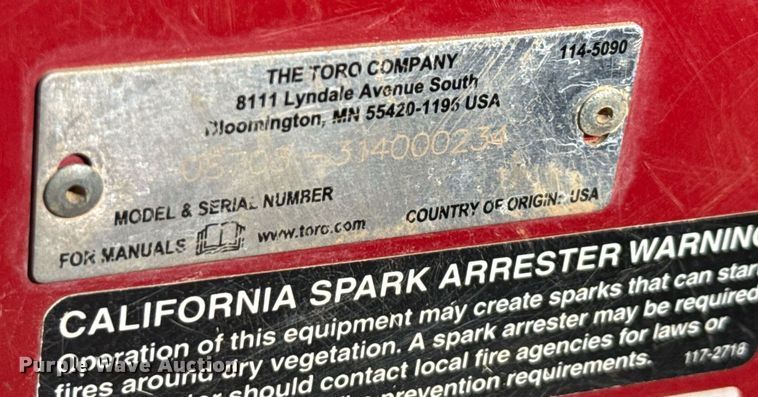 THE TORO COMPANY
114-5090
8111 Lyndale Avenue South
Bloomington, MN 55420-1196 USA
314000234
MODEL & SERIAL NUMBER
COUNTRY OF ORIGIN: USA
FOR MANUALS www.toro.com
CALIFORNIA SPARK ARRESTER WARNING
Operation of this equipment may create sparks that can start
fires around dry vegetation. A spark arrester may be required.
should contact local fire agencies for laws or
prevention requirements.
117-2718
Purple Wave Auction